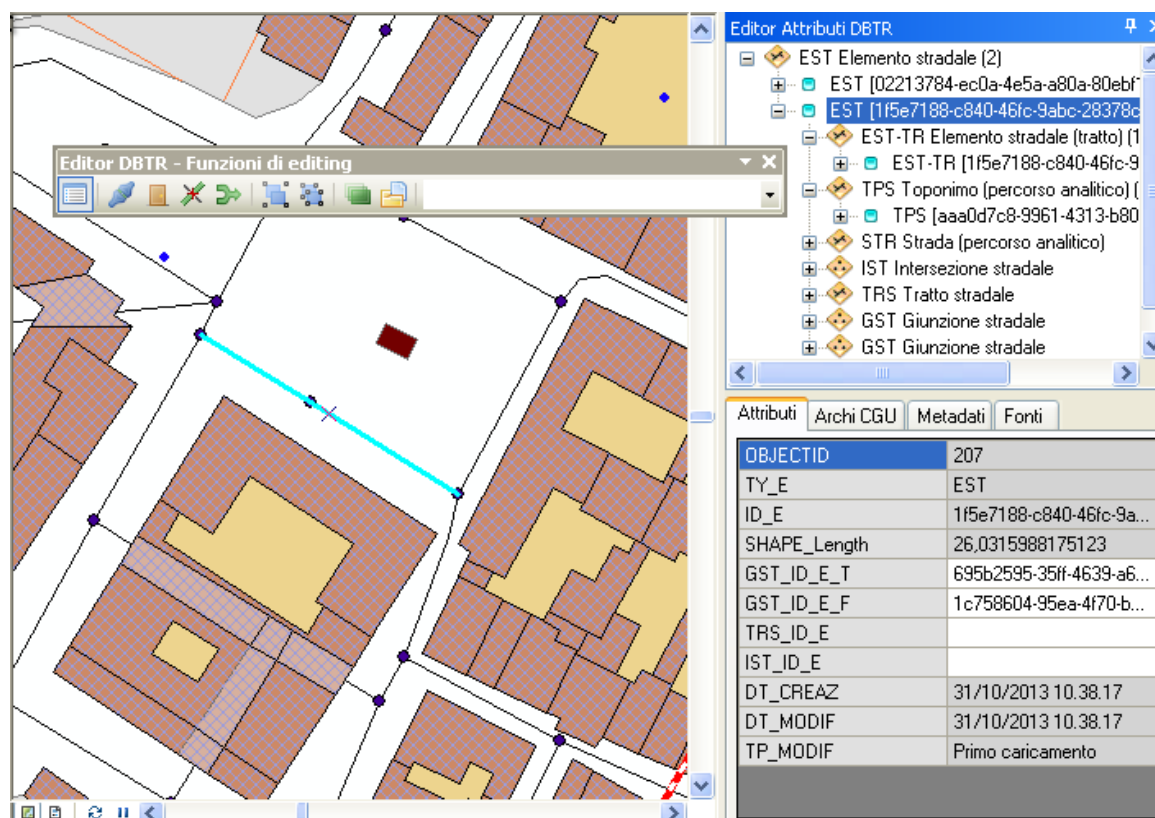 Editor Attributi DBTR
EST Elemento stradale (2)
EST [02213784-ec0a-4e5a-a80a-80ebf
EST [1f5e7188-c840-46fc-9abc-28378c
EST-TR Elemento stradale (tratto) (1
EST-TR [1f5e7188-c840-46fc-9
TPS Toponimo (percorso analitico) (
TPS [aaa0d7c8-9961-4313-b80
STR Strada (percorso analitico)
IST Intersezione stradale
TRS Tratto stradale
GST Giunzione stradale
GST Giunzione stradale
Editor DBTR - Funzioni di editing
Attributi Archi CGU Metadati Fonti
OBJECTID 207
TY_E EST
ID_E 1f5e7188-c840-46fc-9a...
SHAPE_Length 26,0315988175123
GST_ID_E_T 695b2595-35ff-4639-a6...
GST_ID_E_F 1c758604-95ea-4f70-b...
TRS_ID_E
IST_ID_E
DT_CREAZ 31/10/2013 10.38.17
DT_MODIF 31/10/2013 10.38.17
TP_MODIF Primo caricamento